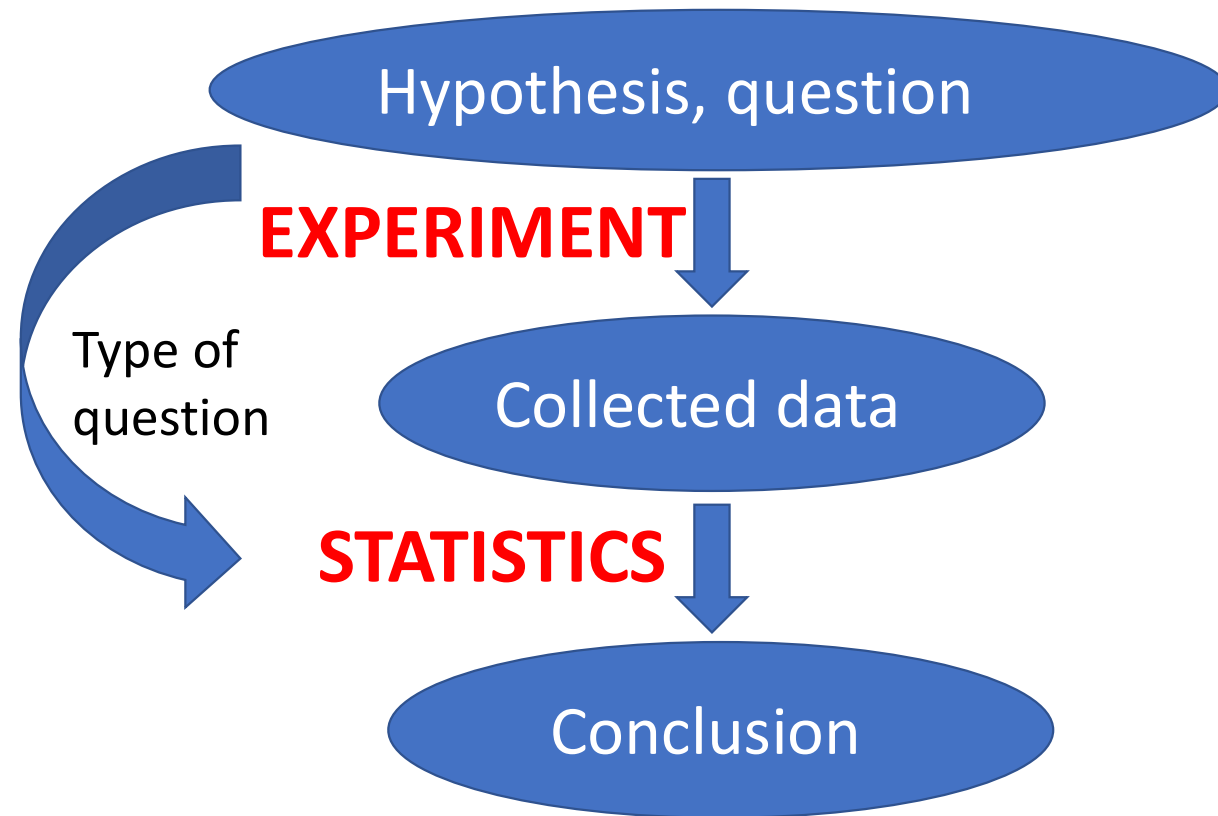 Hypothesis, question
EXPERIMENT
Type of
question
Collected data
STATISTICS
Conclusion